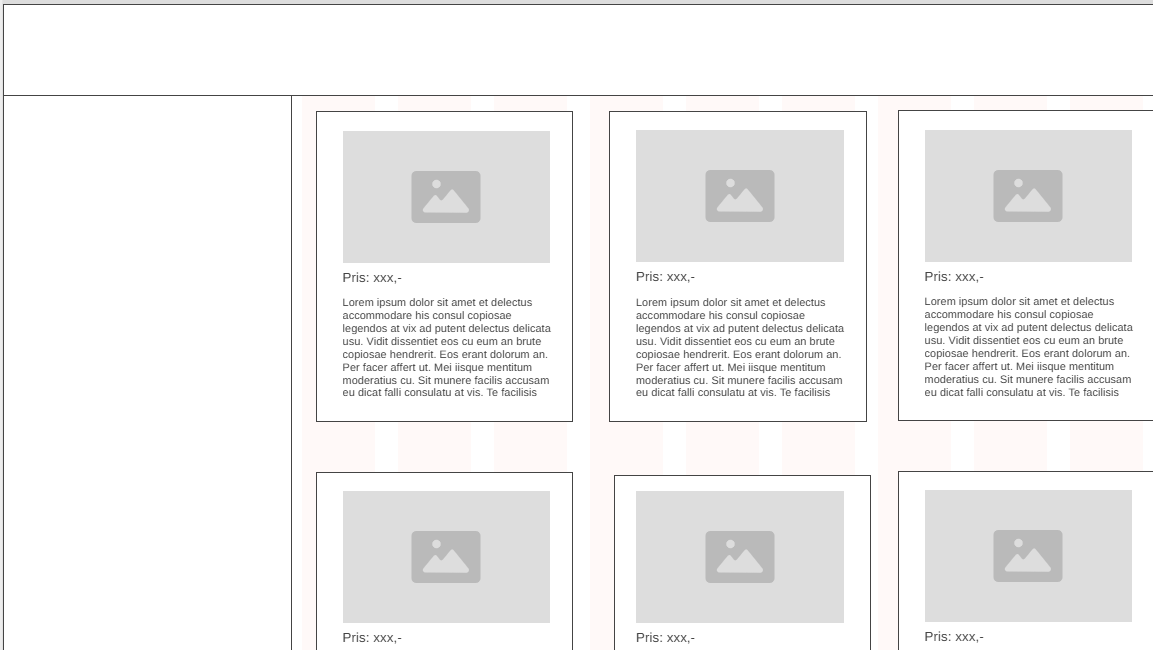 Pris: xxx,-
Lorem ipsum dolor sit amet et delectus
accommodare his consul copiosae
legendos at vix ad putent delectus delicata
usu. Vidit dissentiet eos cu eum an brute
copiosae hendrerit. Eos erant dolorum an.
Per facer affert ut. Mei iisque mentitum
moderatius cu. Sit munere facilis accusam
eu dicat falli consulatu at vis. Te facilisis
Pris: xxx,-
Lorem ipsum dolor sit amet et delectus
accommodare his consul copiosae
legendos at vix ad putent delectus delicata
usu. Vidit dissentiet eos cu eum an brute
copiosae hendrerit. Eos erant dolorum an.
Per facer affert ut. Mei iisque mentitum
moderatius cu. Sit munere facilis accusam
eu dicat falli consulatu at vis. Te facilisis
Pris: xxx,-
Lorem ipsum dolor sit amet et delectus
accommodare his consul copiosae
legendos at vix ad putent delectus delicata
usu. Vidit dissentiet eos cu eum an brute
copiosae hendrerit. Eos erant dolorum an.
Per facer affert ut. Mei iisque mentitum
moderatius cu. Sit munere facilis accusam
eu dicat falli consulatu at vis. Te facilisis
Pris: xxx,-
Pris: xxx,-
Pris: xxx,-